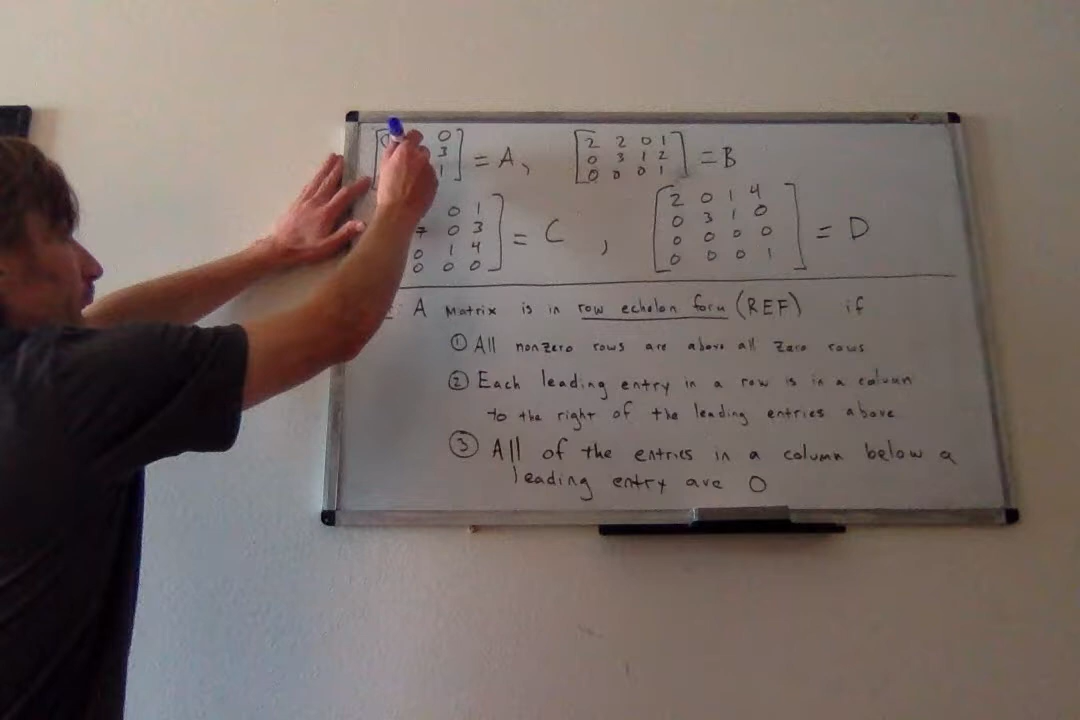 0
3 = A,
1
2 2 0 1
0 3 1 2 = B
0 0 0 1
0 1
7 0 3 = C ,
0 1 4
0 0 0
2 0 1 4
0 3 1 0 = D
0 0 0 0
0 0 0 1
A Matrix is in row echelon form (REF) if
① All nonzero rows are above all zero rows
② Each leading entry in a row is in a column
to the right of the leading entries above
③ All of the entries in a column below a
leading entry are 0